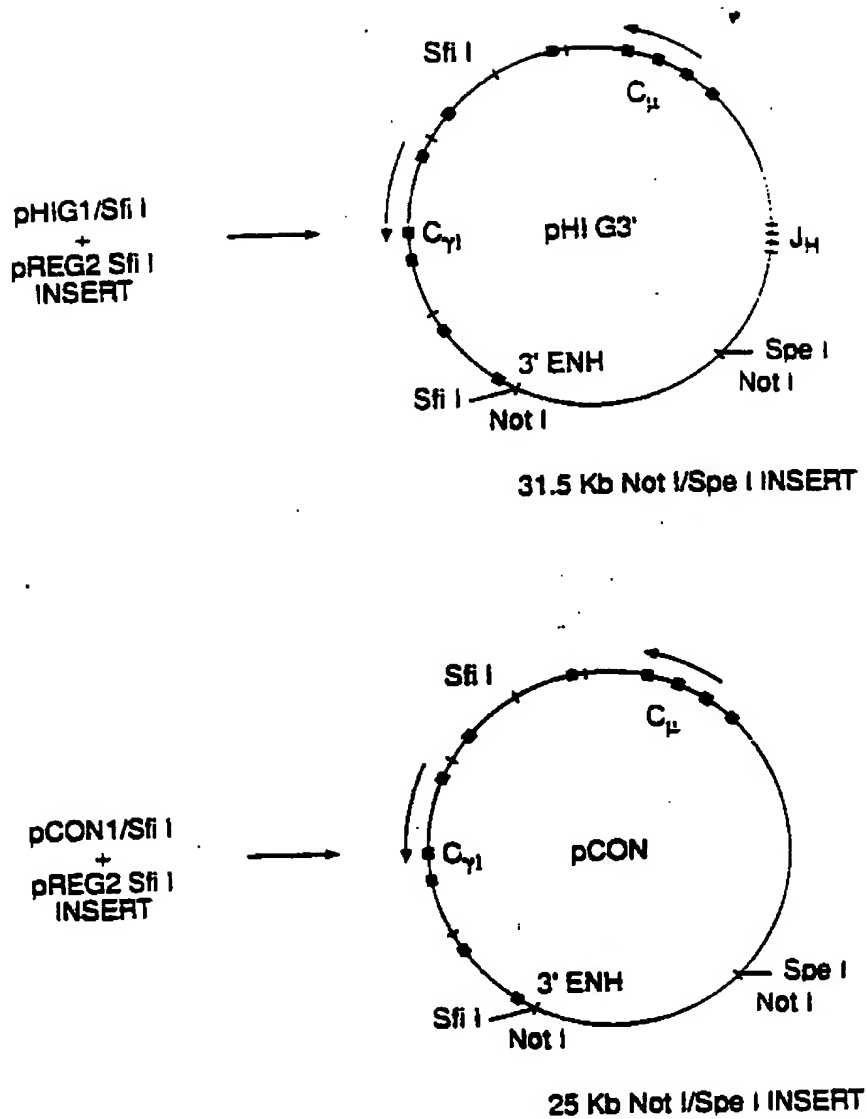 Sfi I
Cμ
pHIG1/Sfi I
+
pREG2 Sfi I
INSERT
Cγ1
pHI G3'
JH
3' ENH
Spe I
Sfi I
Not I
Not I
31.5 Kb Not I/Spe I INSERT
Sfi I
Cμ
pCON1/Sfi I
+
pREG2 Sfi I
INSERT
Cγ1
pCON
3' ENH
Spe I
Sfi I
Not I
Not I
25 Kb Not I/Spe I INSERT